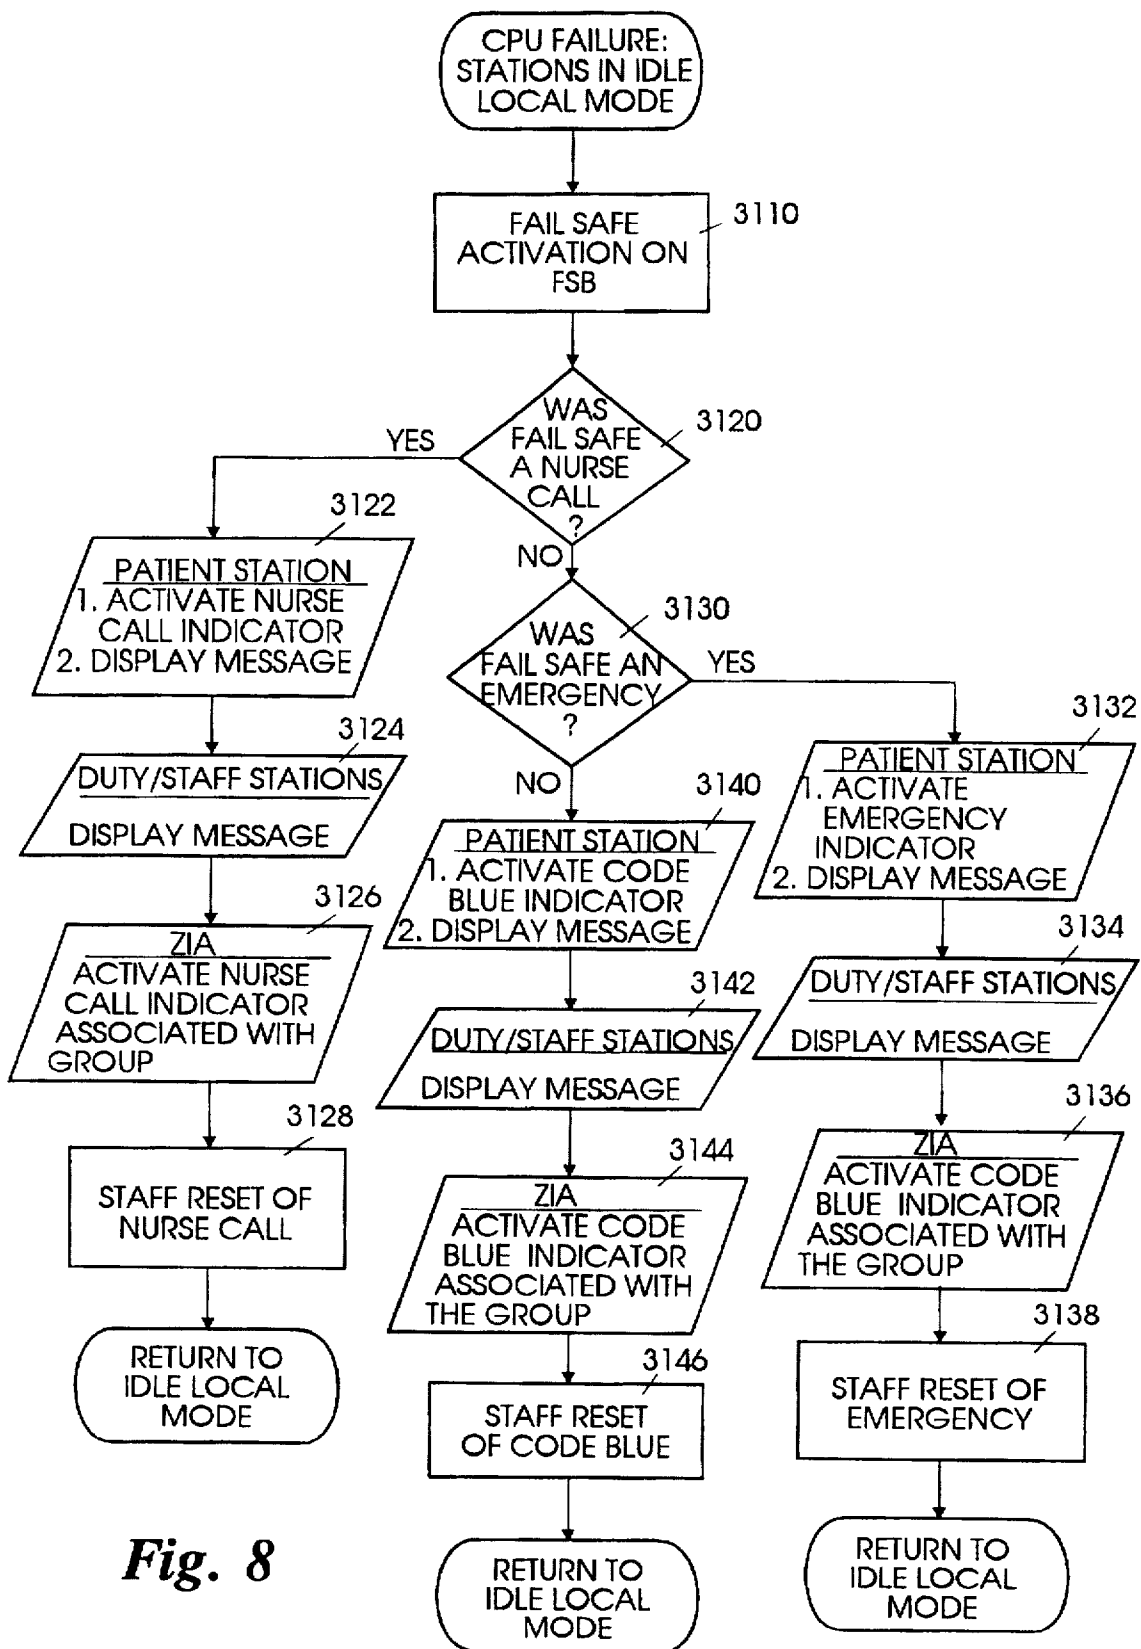 CPU FAILURE:
STATIONS IN IDLE
LOCAL MODE
FAIL SAFE
ACTIVATION ON
FSB
3110
WAS
FAIL SAFE
A NURSE
CALL
?
3120
YES
NO
3122
PATIENT STATION
1. ACTIVATE NURSE
CALL INDICATOR
2. DISPLAY MESSAGE
3124
DUTY/STAFF STATIONS
DISPLAY MESSAGE
3126
ZIA
ACTIVATE NURSE
CALL INDICATOR
ASSOCIATED WITH
GROUP
3128
STAFF RESET OF
NURSE CALL
RETURN TO
IDLE LOCAL
MODE
3130
WAS
FAIL SAFE AN
EMERGENCY
?
YES
NO
3140
PATIENT STATION
1. ACTIVATE CODE
BLUE INDICATOR
2. DISPLAY MESSAGE
3142
DUTY/STAFF STATIONS
DISPLAY MESSAGE
3144
ZIA
ACTIVATE CODE
BLUE INDICATOR
ASSOCIATED WITH
THE GROUP
3146
STAFF RESET
OF CODE BLUE
RETURN TO
IDLE LOCAL
MODE
3132
PATIENT STATION
1. ACTIVATE
EMERGENCY
INDICATOR
2. DISPLAY MESSAGE
3134
DUTY/STAFF STATIONS
DISPLAY MESSAGE
3136
ZIA
ACTIVATE CODE
BLUE INDICATOR
ASSOCIATED WITH
THE GROUP
3138
STAFF RESET OF
EMERGENCY
RETURN TO
IDLE LOCAL
MODE
Fig. 8